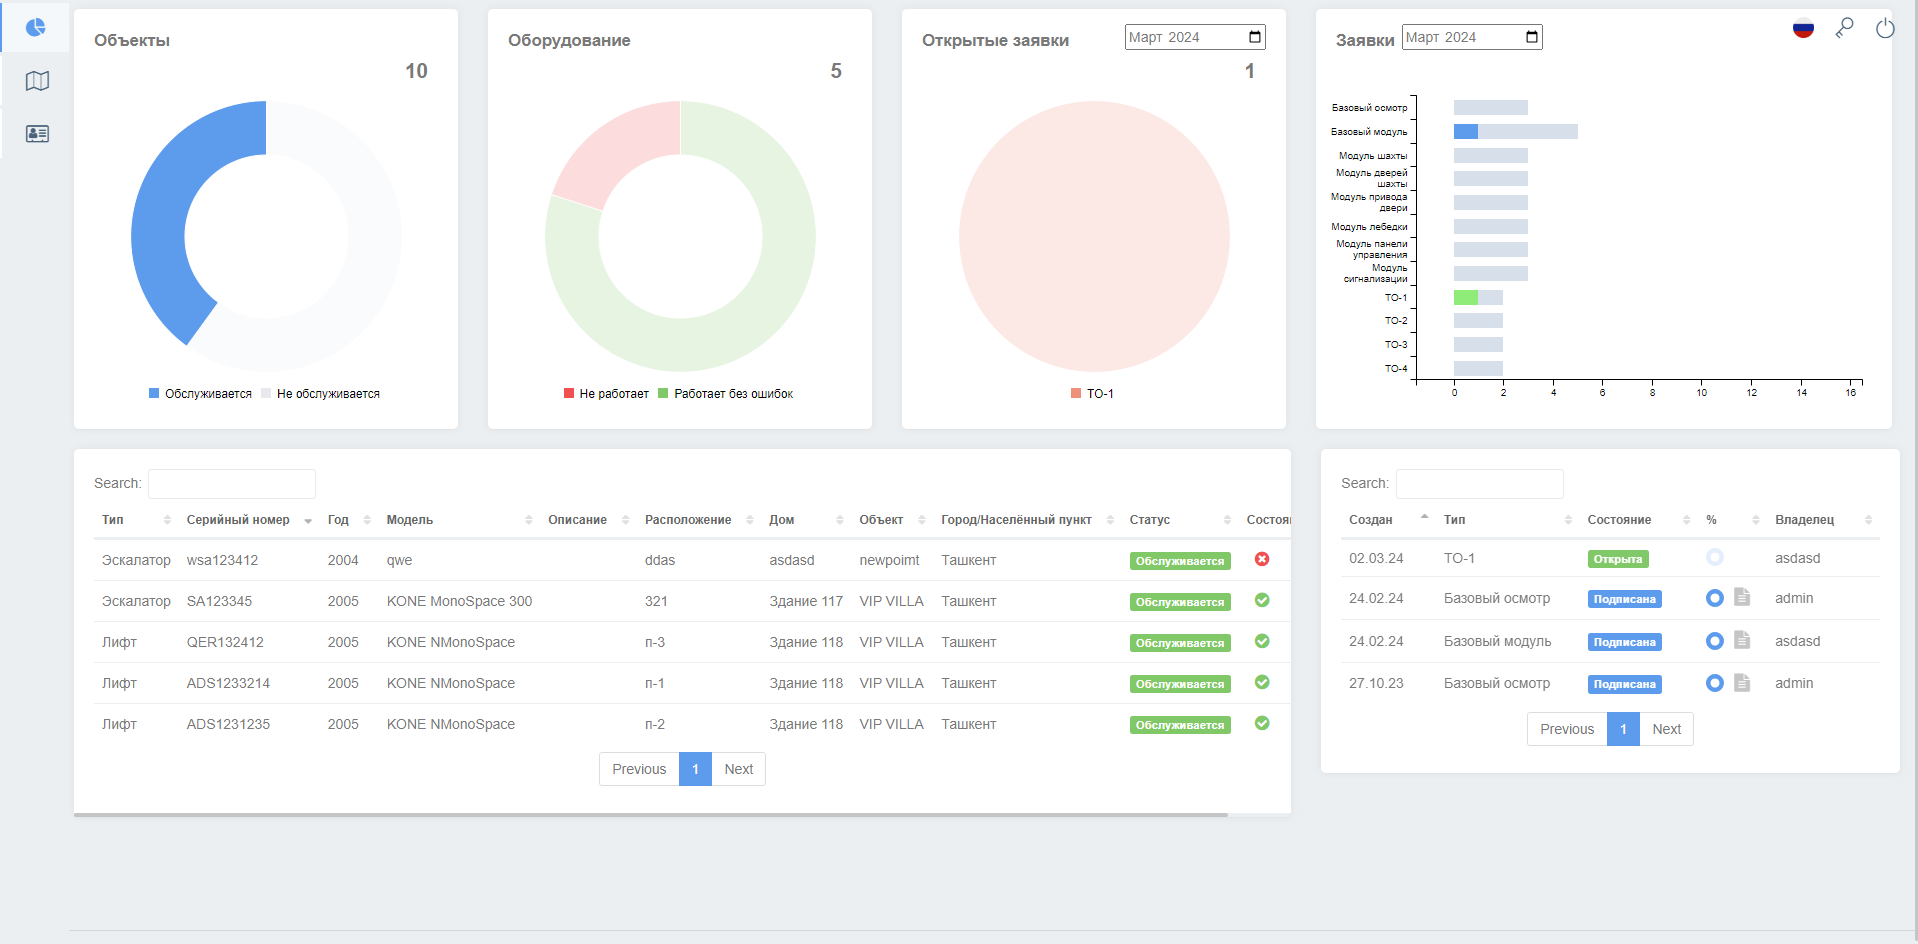 Объекты
10
Обслуживается Не обслуживается
Оборудование
5
Не работает Работает без ошибок
Открытые заявки Март 2024
1
ТО-1
Заявки Март 2024
Базовый осмотр
Базовый модуль
Модуль шахты
Модуль дверей
шахты
Модуль привода
двери
Модуль лебедки
Модуль панели
управления
Модуль
сигнализации
ТО-1
ТО-2
ТО-3
ТО-4
0 2 4 6 8 10 12 14 16
Search:
Тип Серийный номер Год Модель Описание Расположение Дом Объект Город/Населённый пункт Статус Состоя
Эскалатор wsa123412 2004 qwe ddas asdasd newpoimt Ташкент Обслуживается
Эскалатор SA123345 2005 KONE MonoSpace 300 321 Здание 117 VIP VILLA Ташкент Обслуживается
Лифт QER132412 2005 KONE NMonoSpace п-3 Здание 118 VIP VILLA Ташкент Обслуживается
Лифт ADS1233214 2005 KONE NMonoSpace п-1 Здание 118 VIP VILLA Ташкент Обслуживается
Лифт ADS1231235 2005 KONE NMonoSpace п-2 Здание 118 VIP VILLA Ташкент Обслуживается
Previous 1 Next
Search:
Создан Тип Состояние % Владелец
02.03.24 ТО-1 Открыта asdasd
24.02.24 Базовый осмотр Подписана admin
24.02.24 Базовый модуль Подписана asdasd
27.10.23 Базовый осмотр Подписана admin
Previous 1 Next